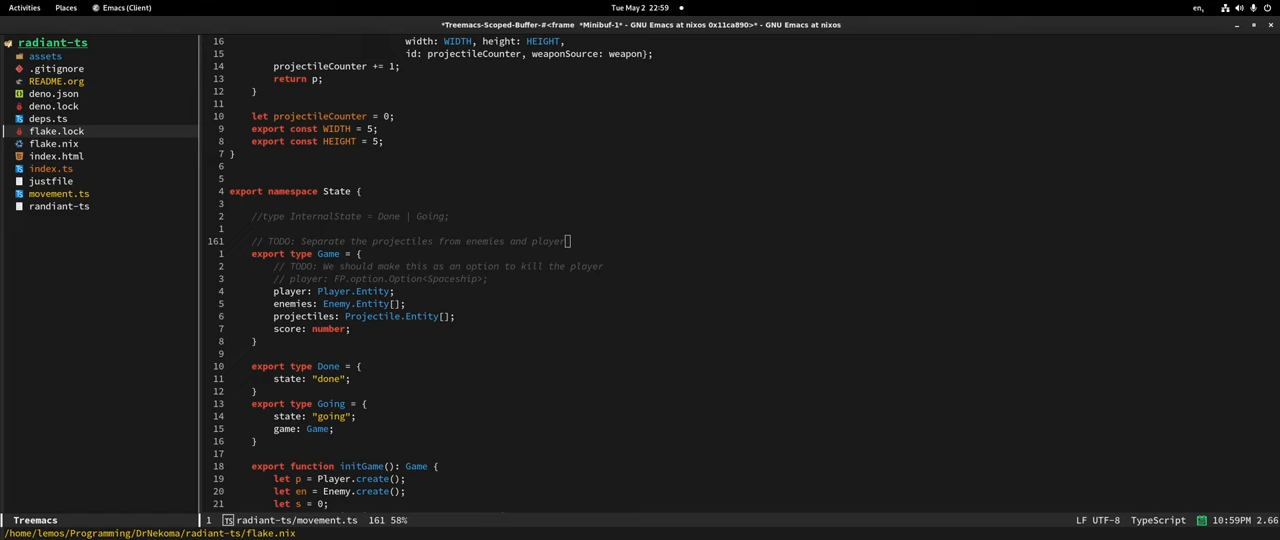 Activities Places Emacs (Client) Tue May 2 22:59 en,
*Treemacs-Scoped-Buffer-#<frame *Minibuf-1* - GNU Emacs at nixos 0x11ca890>* - GNU Emacs at nixos
radiant-ts
assets
.gitignore
README.org
deno.json
deno.lock
deps.ts
flake.lock
flake.nix
index.html
index.ts
justfile
movement.ts
randiant-ts
16 width: WIDTH, height: HEIGHT,
15 id: projectileCounter, weaponSource: weapon};
14 projectileCounter += 1;
13 return p;
12 }
11
10 let projectileCounter = 0;
9 export const WIDTH = 5;
8 export const HEIGHT = 5;
7 }
6
5
4 export namespace State {
3
2 //type InternalState = Done | Going;
1
161 // TODO: Separate the projectiles from enemies and player
1 export type Game = {
2 // TODO: We should make this as an option to kill the player
3 // player: FP.option.Option<Spaceship>;
4 player: Player.Entity;
5 enemies: Enemy.Entity[];
6 projectiles: Projectile.Entity[];
7 score: number;
8 }
9
10 export type Done = {
11 state: "done";
12 }
13 export type Going = {
14 state: "going";
15 game: Game;
16 }
17
18 export function initGame(): Game {
19 let p = Player.create();
20 let en = Enemy.create();
21 let s = 0;
Treemacs 1 TS radiant-ts/movement.ts 161 58% LF UTF-8 TypeScript 10:59PM 2.66
/home/lemos/Programming/DrNekoma/radiant-ts/flake.nix